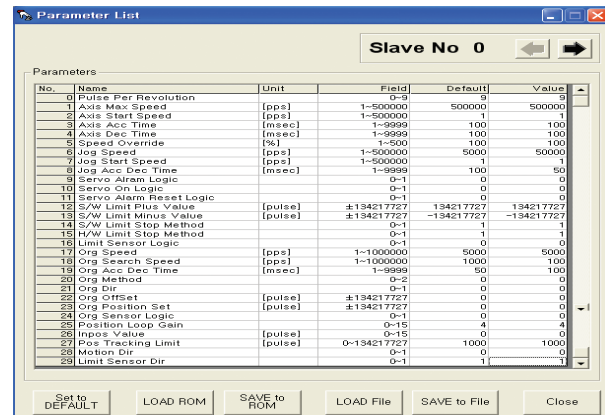 Parameter List
Slave No 0
Parameters
No, Name Unit Field Default Value
0 Pulse Per Revolution 0~9 9 9
1 Axis Max Speed [pps] 1~500000 500000 500000
2 Axis Start Speed [pps] 1~500000 1 1
3 Axis Acc Time [msec] 1~9999 100 100
4 Axis Dec Time [msec] 1~9999 100 100
5 Speed Override [%] 1~500 100 100
6 Jog Speed [pps] 1~500000 5000 50000
7 Jog Start Speed [pps] 1~500000 1 1
8 Jog Acc Dec Time [msec] 1~9999 100 50
9 Servo Alram Logic 0~1 0 0
10 Servo On Logic 0~1 0 0
11 Servo Alarm Reset Logic 0~1 0 0
12 S/W Limit Plus Value [pulse] ±134217727 134217727 134217727
13 S/W Limit Minus Value [pulse] ±134217727 -134217727 -134217727
14 S/W Limit Stop Method 0~1 1 1
15 H/W Limit Stop Method 0~1 1 1
16 Limit Sensor Logic 0~1 0 0
17 Org Speed [pps] 1~1000000 5000 5000
18 Org Search Speed [pps] 1~1000000 1000 100
19 Org Acc Dec Time [msec] 1~9999 50 100
20 Org Method 0~2 0 0
21 Org Dir 0~1 0 0
22 Org OffSet [pulse] ±134217727 0 0
23 Org Position Set [pulse] ±134217727 0 0
24 Org Sensor Logic 0~1 0 0
25 Position Loop Gain 0~15 4 4
26 Inpos Value [pulse] 0~15 0 0
27 Pos Tracking Limit [pulse] 0~134217727 1000 1000
28 Motion Dir 0~1 0 0
29 Limit Sensor Dir 0~1 1 1
Set to DEFAULT LOAD ROM SAVE to ROM LOAD File SAVE to File Close